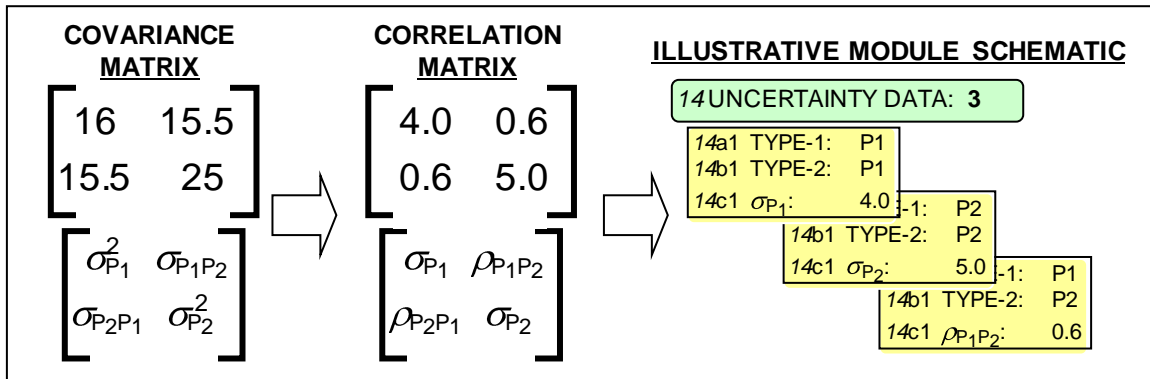 COVARIANCE
MATRIX
16 15.5
15.5 25
σ²P1 σP1P2
σP2P1 σ²P2
CORRELATION
MATRIX
4.0 0.6
0.6 5.0
σP1 ρP1P2
ρP2P1 σP2
ILLUSTRATIVE MODULE SCHEMATIC
14 UNCERTAINTY DATA: 3
14a1 TYPE-1: P1
14b1 TYPE-2: P1
14c1 σP1: 4.0
-1: P2
14b1 TYPE-2: P2
14c1 σP2: 5.0
-1: P1
14b1 TYPE-2: P2
14c1 ρP1P2: 0.6